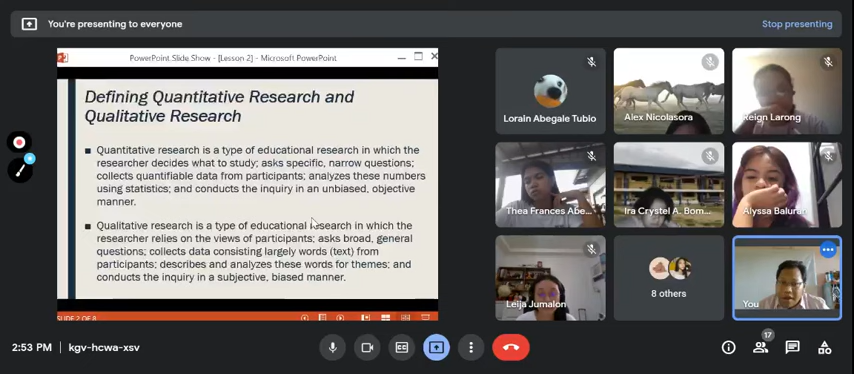 You're presenting to everyone
Stop presenting
PowerPoint Slide Show - [Lesson 2] - Microsoft PowerPoint
Defining Quantitative Research and
Qualitative Research
Quantitative research is a type of educational research in which the
researcher decides what to study; asks specific, narrow questions;
collects quantifiable data from participants; analyzes these numbers
using statistics; and conducts the inquiry in an unbiased, objective
manner.
Qualitative research is a type of educational research in which the
researcher relies on the views of participants; asks broad, general
questions; collects data consisting largely words (text) from
participants; describes and analyzes these words for themes; and
conducts the inquiry in a subjective, biased manner.
SLIDE 2 OF 8
Lorain Abegale Tublo
Alex Nicolasora
Reign Larong
Thea Frances Abe...
Ira Crystel A. Bom...
Alyssa Baluran
Leija Jumalon
8 others
You
2:53 PM | kgv-hcwa-xsv
CC
17